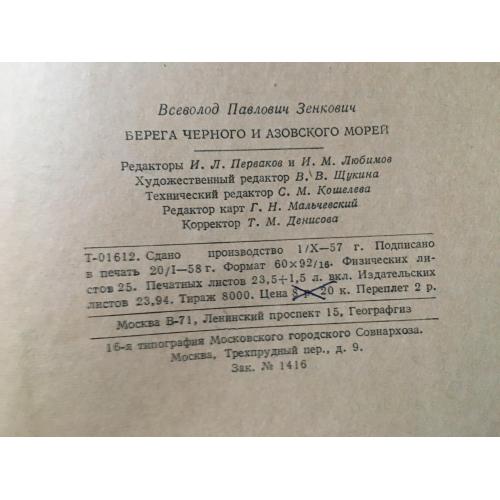 Всеволод Павлович Зенкович
БЕРЕГА ЧЕРНОГО И АЗОВСКОГО МОРЕЙ
Редакторы И. Л. Перваков и И. М. Любимов
Художественный редактор В. В. Щукина
Технический редактор С. М. Кошелева
Редактор карт Г. Н. Мальчевский
Корректор Т. М. Денисова
Т-01612. Сдано производство 1/X—57 г. Подписано
в печать 20/I—58 г. Формат 60×92/16. Физических ли-
стов 25. Печатных листов 23,5+1,5 л. вкл. Издательских
листов 23,94. Тираж 8000. Цена 8 р. 20 к. Переплет 2 р.
Москва В-71, Ленинский проспект 15, Географгиз
16-я типография Московского городского Совнархоза.
Москва, Трехпрудный пер., д. 9.
Зак. № 1416